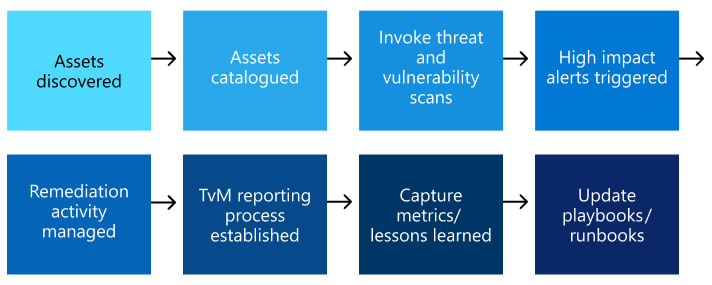 Assets
discovered
Assets
catalogued
Invoke threat
and
vulnerability
scans
High impact
alerts triggered
Remediation
activity
managed
TvM reporting
process
established
Capture
metrics/
lessons learned
Update
playbooks/
runbooks